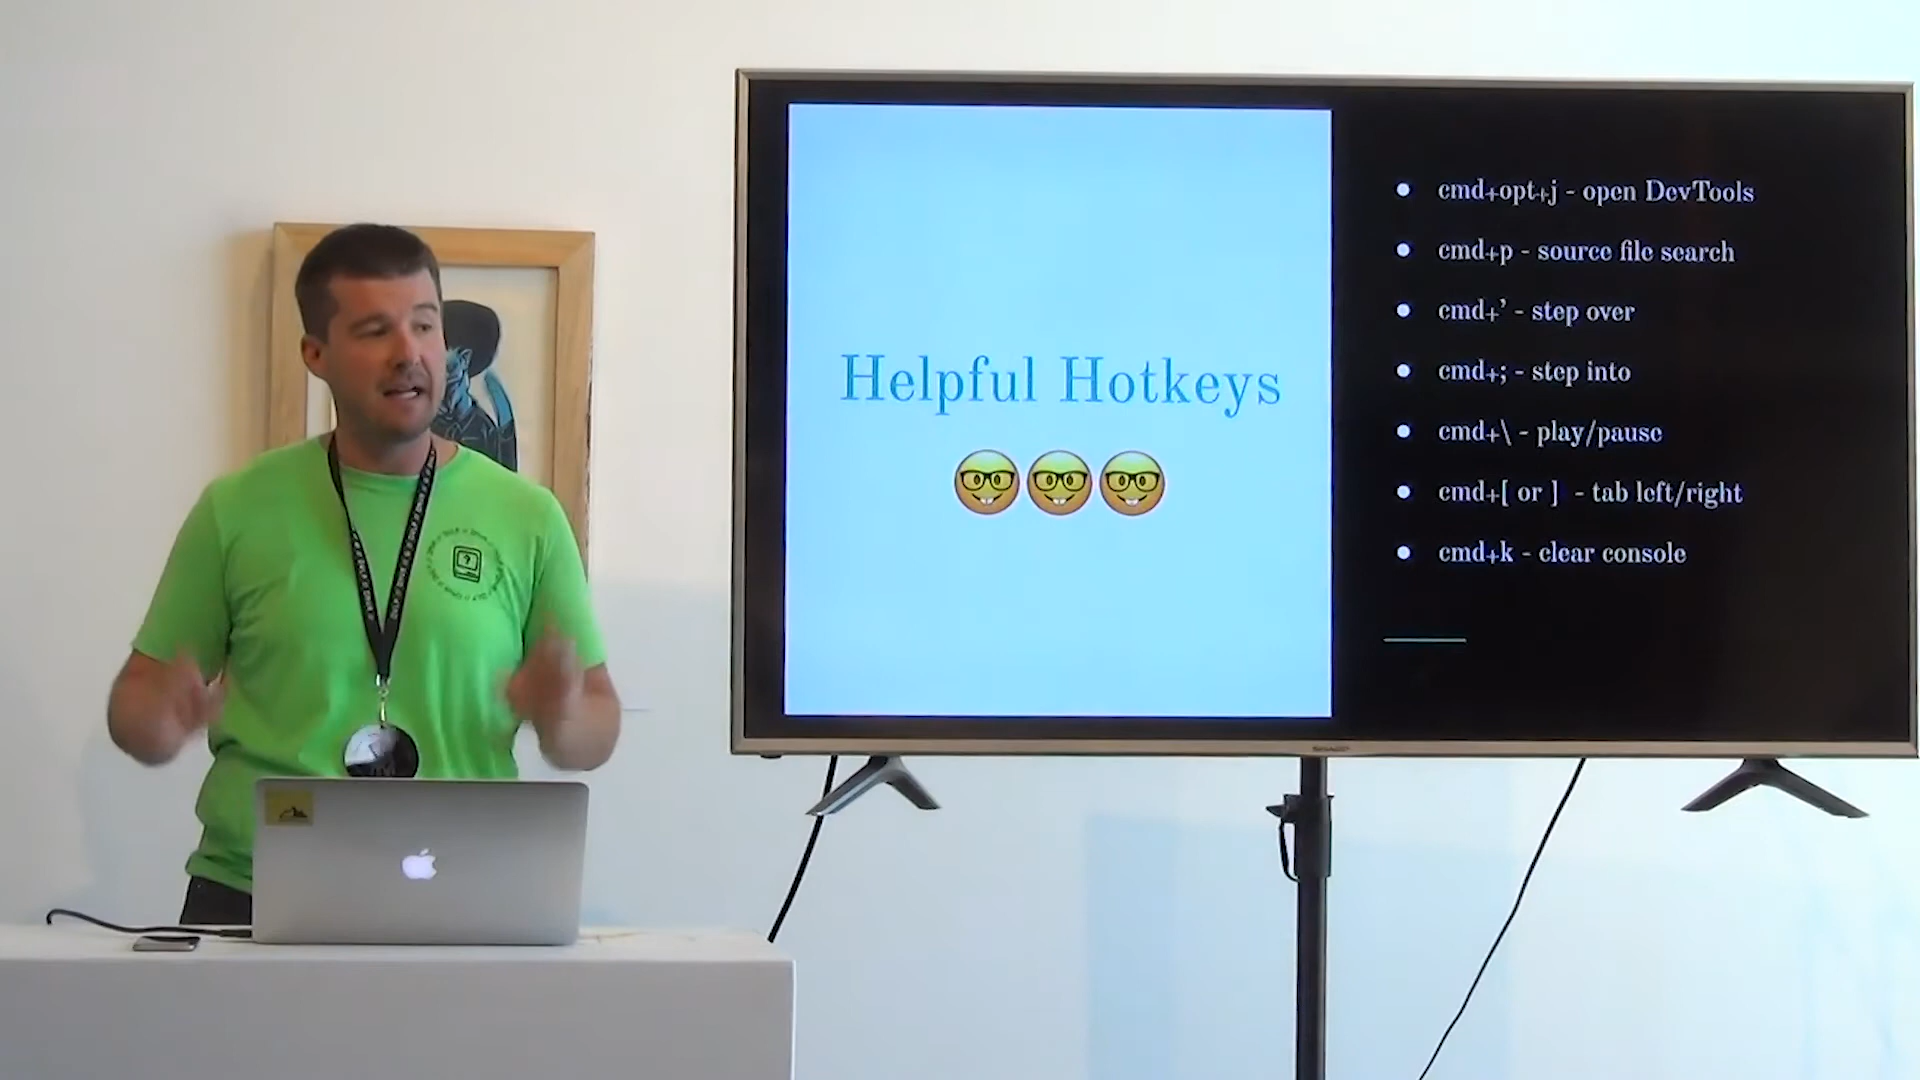 Helpful Hotkeys
cmd+opt+j - open DevTools
cmd+p - source file search
cmd+’ - step over
cmd+; - step into
cmd+\ - play/pause
cmd+[ or ]  - tab left/right
cmd+k - clear console
SHARP